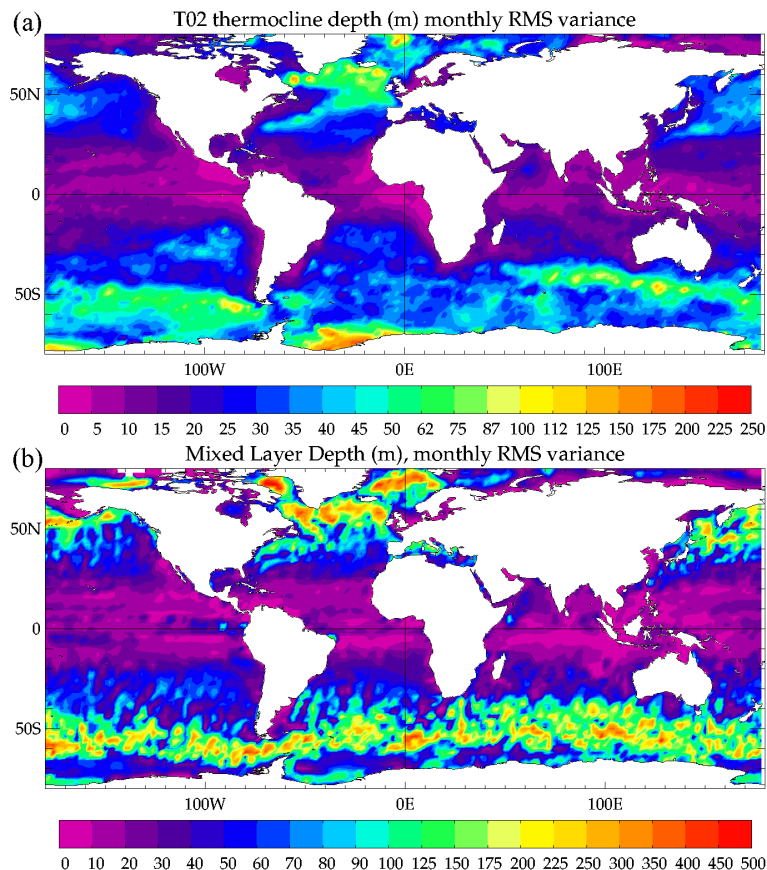 (a) T02 thermocline depth (m) monthly RMS variance
50N
0
50S
100W 0E 100E
0 5 10 15 20 25 30 35 40 45 50 62 75 87 100 112 125 150 175 200 225 250
(b) Mixed Layer Depth (m), monthly RMS variance
50N
0
50S
100W 0E 100E
0 10 20 30 40 50 60 70 80 90 100 125 150 175 200 225 250 300 350 400 450 500